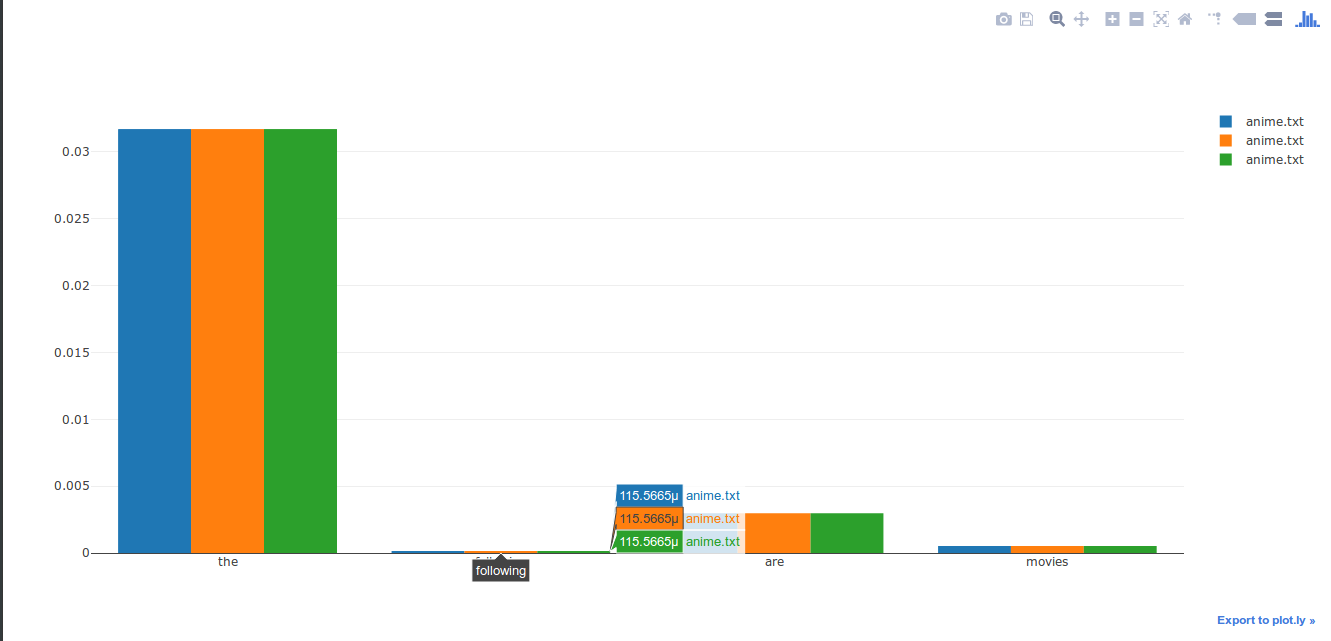 anime.txt
anime.txt
anime.txt
0.03
0.025
0.02
0.015
0.01
0.005
0
115.5665µ anime.txt
115.5665µ anime.txt
115.5665µ anime.txt
the
following
are
movies
Export to plot.ly »